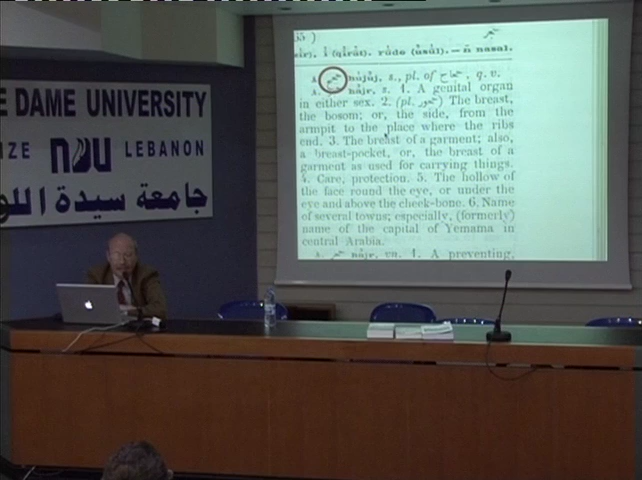 zir). i (qirat). rude (usul). — ñ nasal.
nujuj, s., pl. of q. v.
najr, s. 1. A genital organ
in either sex. 2. (pl. The breast,
the bosom; or, the side, from the
armpit to the place where the ribs
end. 3. The breast of a garment; also,
a breast-pocket, or, the breast of a
garment as used for carrying things.
4. Care, protection. 5. The hollow of
the face round the eye, or under the
eye and above the cheek-bone. 6. Name
of several towns; especially, (formerly)
name of the capital of Yemama in
central Arabia.
najr, vn. 1. A preventing,
E DAME UNIVERSITY
IZE NDU LEBANON
جامعة سيدة اللو